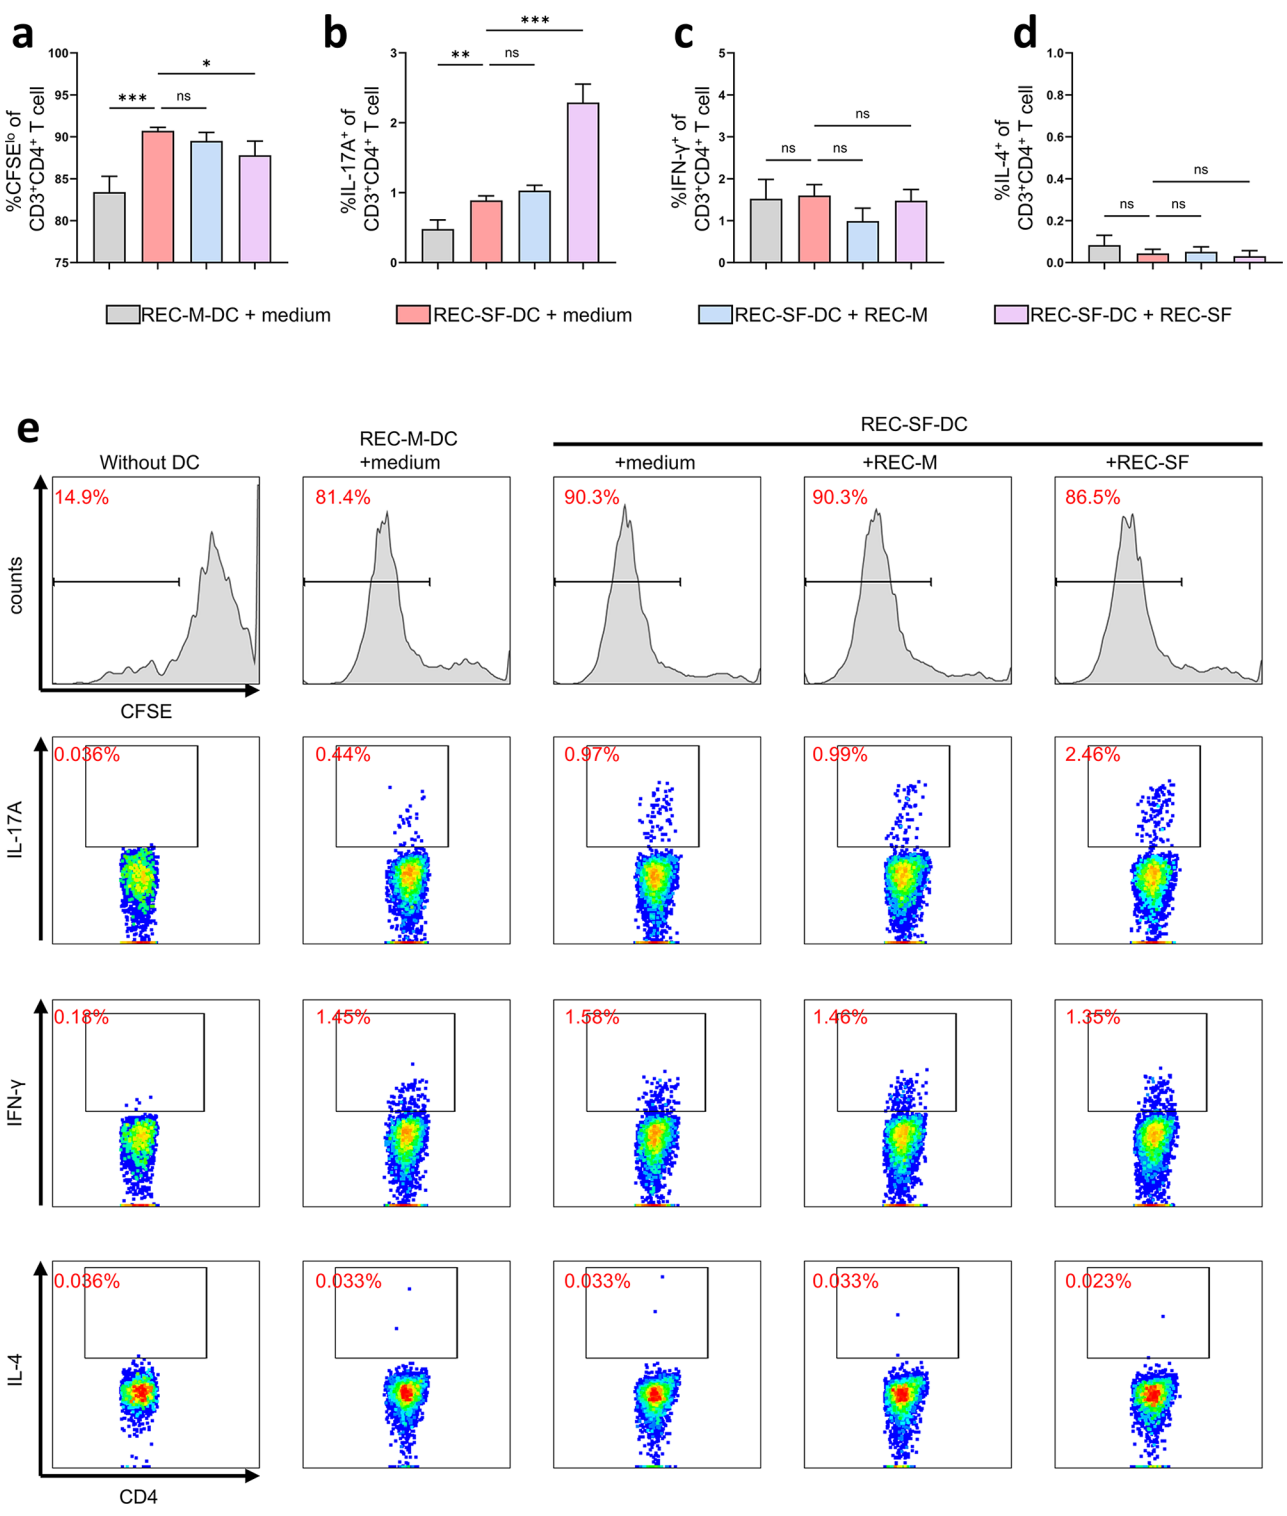 a
%CFSElo of
CD3+CD4+ T cell
100
95
90
85
80
75
***
ns
*
b
%IL-17A+ of
CD3+CD4+ T cell
3
2
1
0
**
ns
***
c
%IFN-γ+ of
CD3+CD4+ T cell
5
4
3
2
1
0
ns
ns
ns
d
%IL-4+ of
CD3+CD4+ T cell
1.0
0.8
0.6
0.4
0.2
0.0
ns
ns
ns
REC-M-DC + medium
REC-SF-DC + medium
REC-SF-DC + REC-M
REC-SF-DC + REC-SF
e
REC-SF-DC
Without DC
REC-M-DC
+medium
+medium
+REC-M
+REC-SF
counts
14.9%
81.4%
90.3%
90.3%
86.5%
CFSE
IL-17A
0.036%
0.44%
0.97%
0.99%
2.46%
IFN-γ
0.18%
1.45%
1.58%
1.46%
1.35%
IL-4
0.036%
0.033%
0.033%
0.033%
0.023%
CD4